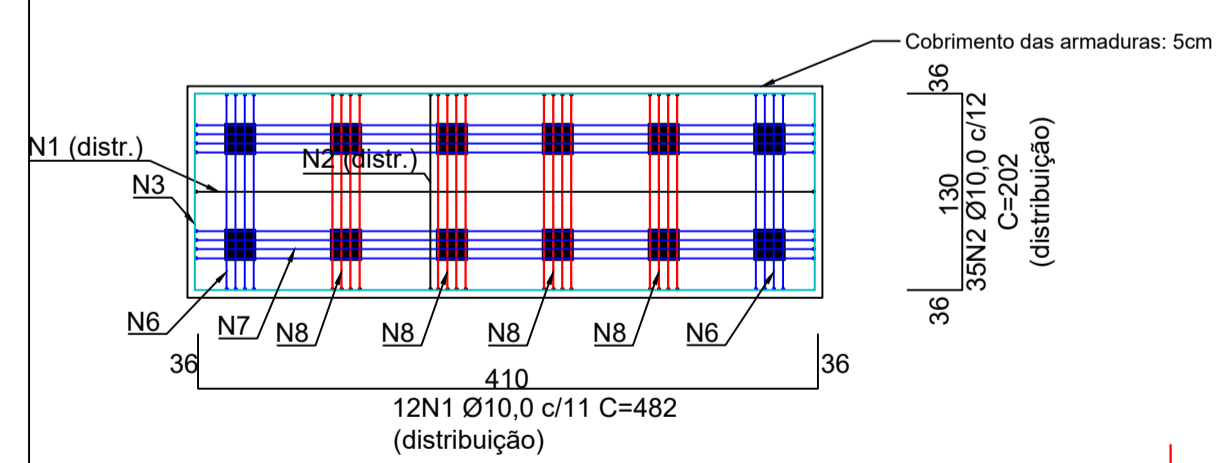 Cobrimento das armaduras: 5cm
36
N1 (distr.)
N2 (distr.)
N3
130
35N2 Ø10,0 c/12
C=202
(distribuição)
36
N6
N7
N8
N8
N8
N8
N6
36
410
36
12N1 Ø10,0 c/11 C=482
(distribuição)